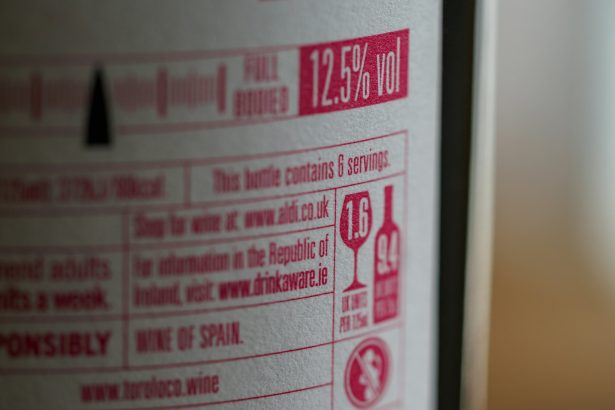 FULL
BODIED
12.5% vol
This bottle contains 6 servings.
Shop for wine at: www.aldi.co.uk
1.6
9.4
mend adults
For information in the Republic of
its a week.
Ireland, visit: www.drinkaware.ie
UK UNITS
PER 125ml
PONSIBLY
WINE OF SPAIN.
www.toroloco.wine